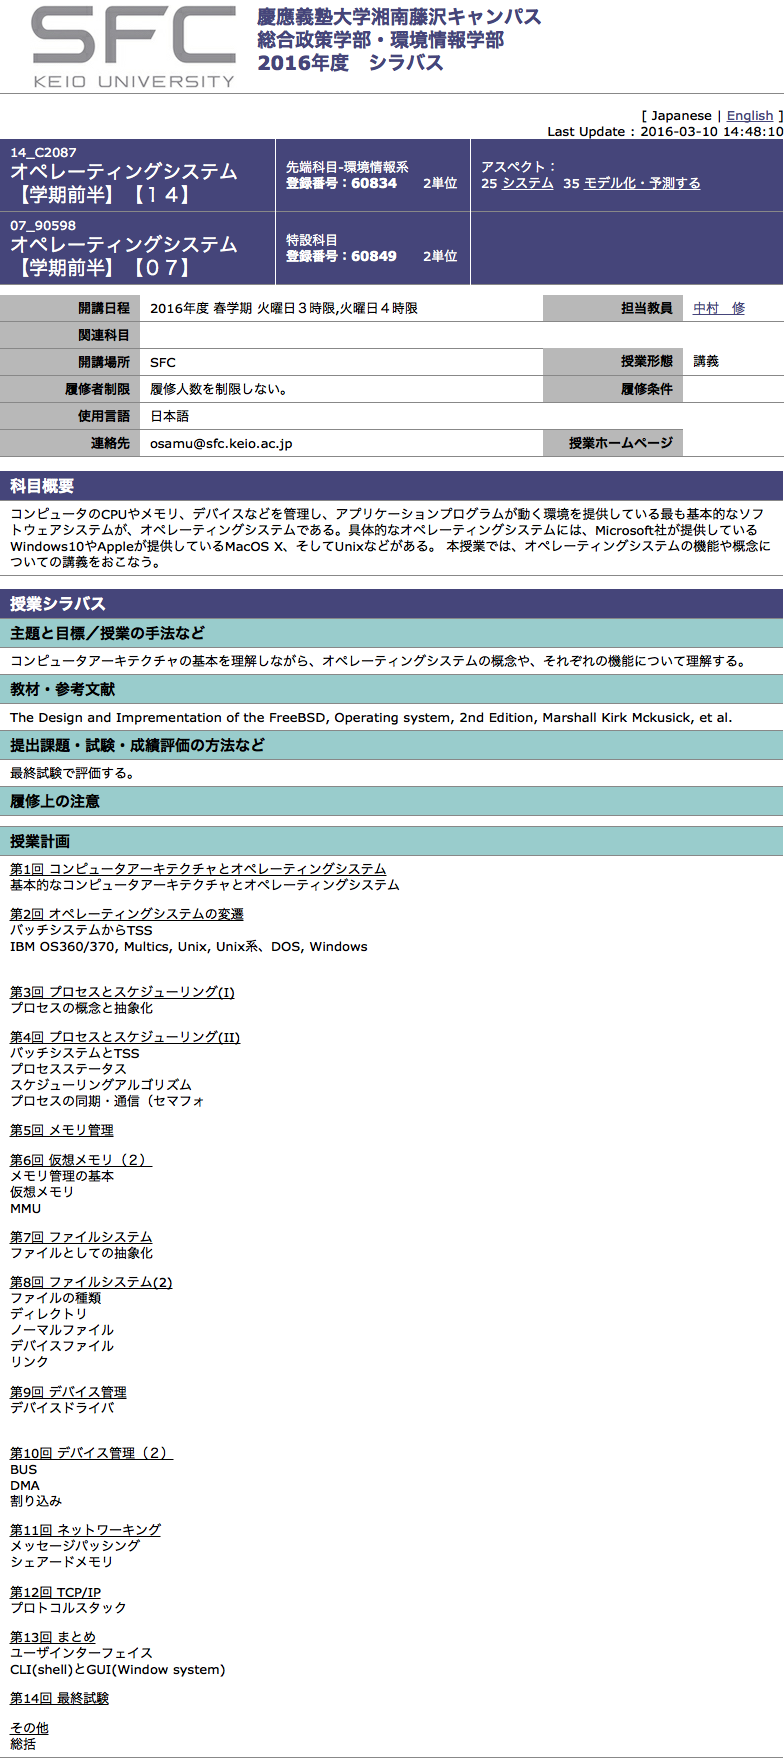 SFC
KEIO UNIVERSITY
慶應義塾大学湘南藤沢キャンパス
総合政策学部・環境情報学部
2016年度　シラバス
[ Japanese | English ]
Last Update : 2016-03-10 14:48:10
14_C2087
オペレーティングシステム
【学期前半】【１４】
先端科目-環境情報系
登録番号：60834　　2単位
アスペクト：
25 システム  35 モデル化・予測する
07_90598
オペレーティングシステム
【学期前半】【０７】
特設科目
登録番号：60849　　2単位
開講日程 2016年度 春学期 火曜日３時限,火曜日４時限 担当教員 中村　修
関連科目
開講場所 SFC 授業形態 講義
履修者制限 履修人数を制限しない。 履修条件
使用言語 日本語
連絡先 osamu@sfc.keio.ac.jp 授業ホームページ
科目概要
コンピュータのCPUやメモリ、デバイスなどを管理し、アプリケーションプログラムが動く環境を提供している最も基本的なソフ
トウェアシステムが、オペレーティングシステムである。具体的なオペレーティングシステムには、Microsoft社が提供している
Windows10やAppleが提供しているMacOS X、そしてUnixなどがある。 本授業では、オペレーティングシステムの機能や概念に
ついての講義をおこなう。
授業シラバス
主題と目標／授業の手法など
コンピュータアーキテクチャの基本を理解しながら、オペレーティングシステムの概念や、それぞれの機能について理解する。
教材・参考文献
The Design and Imprementation of the FreeBSD, Operating system, 2nd Edition, Marshall Kirk Mckusick, et al.
提出課題・試験・成績評価の方法など
最終試験で評価する。
履修上の注意
授業計画
第1回 コンピュータアーキテクチャとオペレーティングシステム
基本的なコンピュータアーキテクチャとオペレーティングシステム
第2回 オペレーティングシステムの変遷
バッチシステムからTSS
IBM OS360/370, Multics, Unix, Unix系、DOS, Windows
第3回 プロセスとスケジューリング(I)
プロセスの概念と抽象化
第4回 プロセスとスケジューリング(II)
バッチシステムとTSS
プロセスステータス
スケジューリングアルゴリズム
プロセスの同期・通信（セマフォ
第5回 メモリ管理
第6回 仮想メモリ（２）
メモリ管理の基本
仮想メモリ
MMU
第7回 ファイルシステム
ファイルとしての抽象化
第8回 ファイルシステム(2)
ファイルの種類
ディレクトリ
ノーマルファイル
デバイスファイル
リンク
第9回 デバイス管理
デバイスドライバ
第10回 デバイス管理（２）
BUS
DMA
割り込み
第11回 ネットワーキング
メッセージパッシング
シェアードメモリ
第12回 TCP/IP
プロトコルスタック
第13回 まとめ
ユーザインターフェイス
CLI(shell)とGUI(Window system)
第14回 最終試験
その他
総括